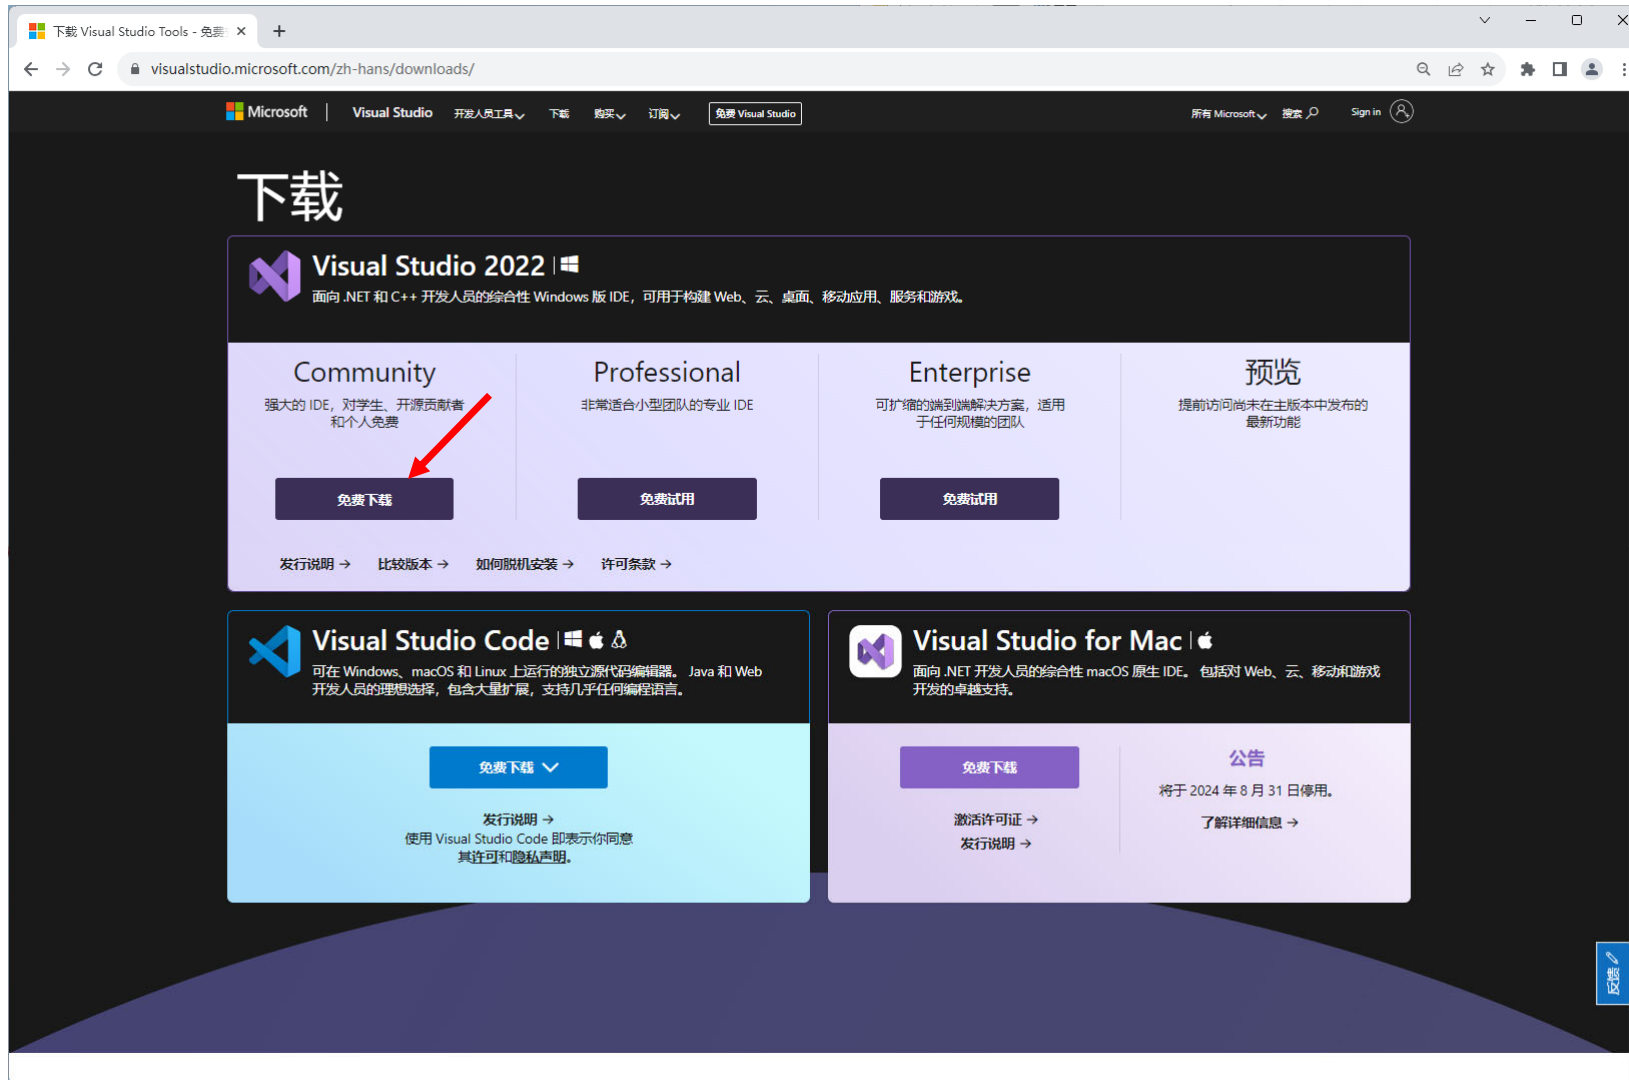 下载 Visual Studio Tools - 免费
visualstudio.microsoft.com/zh-hans/downloads/
Microsoft Visual Studio 开发人员工具 下载 购买 订阅 免费 Visual Studio 所有 Microsoft 搜索 Sign in
下载
Visual Studio 2022
面向 .NET 和 C++ 开发人员的综合性 Windows 版 IDE，可用于构建 Web、云、桌面、移动应用、服务和游戏。
Community
强大的 IDE，对学生、开源贡献者
和个人免费
免费下载
Professional
非常适合小型团队的专业 IDE
免费试用
Enterprise
可扩缩的端到端解决方案，适用
于任何规模的团队
免费试用
预览
提前访问尚未在主版本中发布的
最新功能
发行说明 → 比较版本 → 如何脱机安装 → 许可条款 →
Visual Studio Code
可在 Windows、macOS 和 Linux 上运行的独立源代码编辑器。 Java 和 Web
开发人员的理想选择，包含大量扩展，支持几乎任何编程语言。
免费下载
发行说明 →
使用 Visual Studio Code 即表示你同意
其许可和隐私声明。
Visual Studio for Mac
面向 .NET 开发人员的综合性 macOS 原生 IDE。 包括对 Web、云、移动和游戏
开发的卓越支持。
免费下载
激活许可证 →
发行说明 →
公告
将于 2024 年 8 月 31 日停用。
了解详细信息 →
反馈